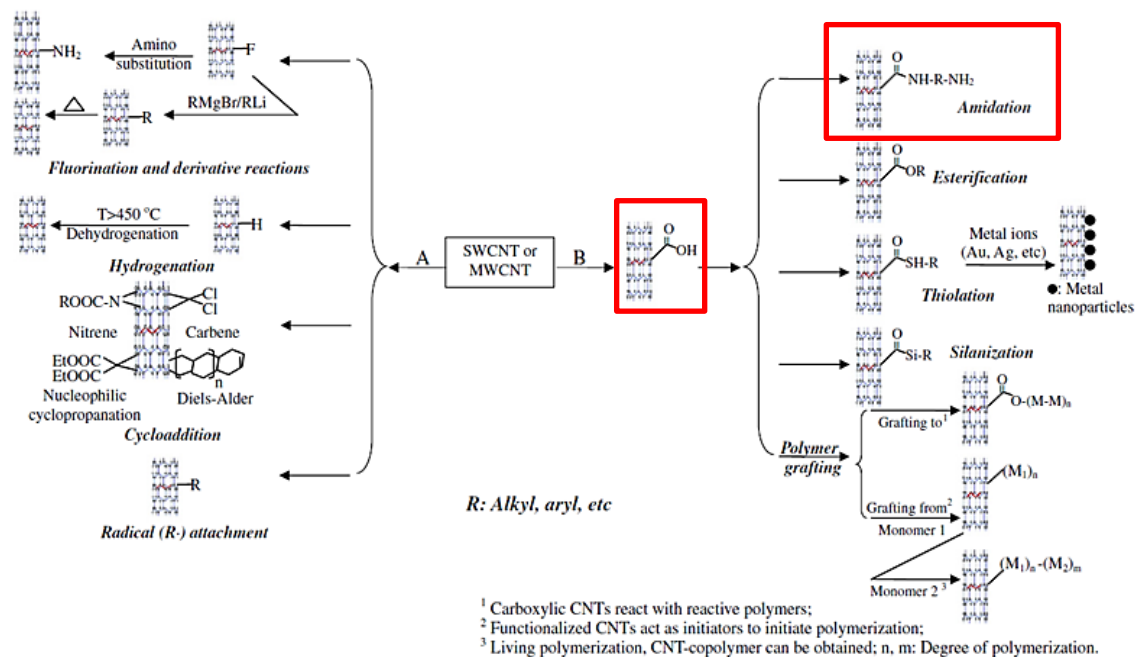 NH2
Amino
substitution
F
RMgBr/RLi
△
R
R
Fluorination and derivative reactions
T>450 °C
Dehydrogenation
H
Hydrogenation
ROOC-N
Cl
Cl
Nitrene
Carbene
EtOOC
EtOOC
n
Nucleophilic
cyclopropanation
Diels-Alder
Cycloaddition
R
Radical (R·) attachment
A
SWCNT or
MWCNT
B
O
OH
R: Alkyl, aryl, etc
O
NH-R-NH2
Amidation
O
OR
Esterification
O
SH-R
Thiolation
Metal ions
(Au, Ag, etc)
●: Metal
nanoparticles
O
Si-R
Silanization
Polymer
grafting
Grafting to1
O
O-(M-M)n
Grafting from2
Monomer 1
(M1)n
Monomer 2 3
(M1)n-(M2)m
1 Carboxylic CNTs react with reactive polymers;
2 Functionalized CNTs act as initiators to initiate polymerization;
3 Living polymerization, CNT-copolymer can be obtained; n, m: Degree of polymerization.